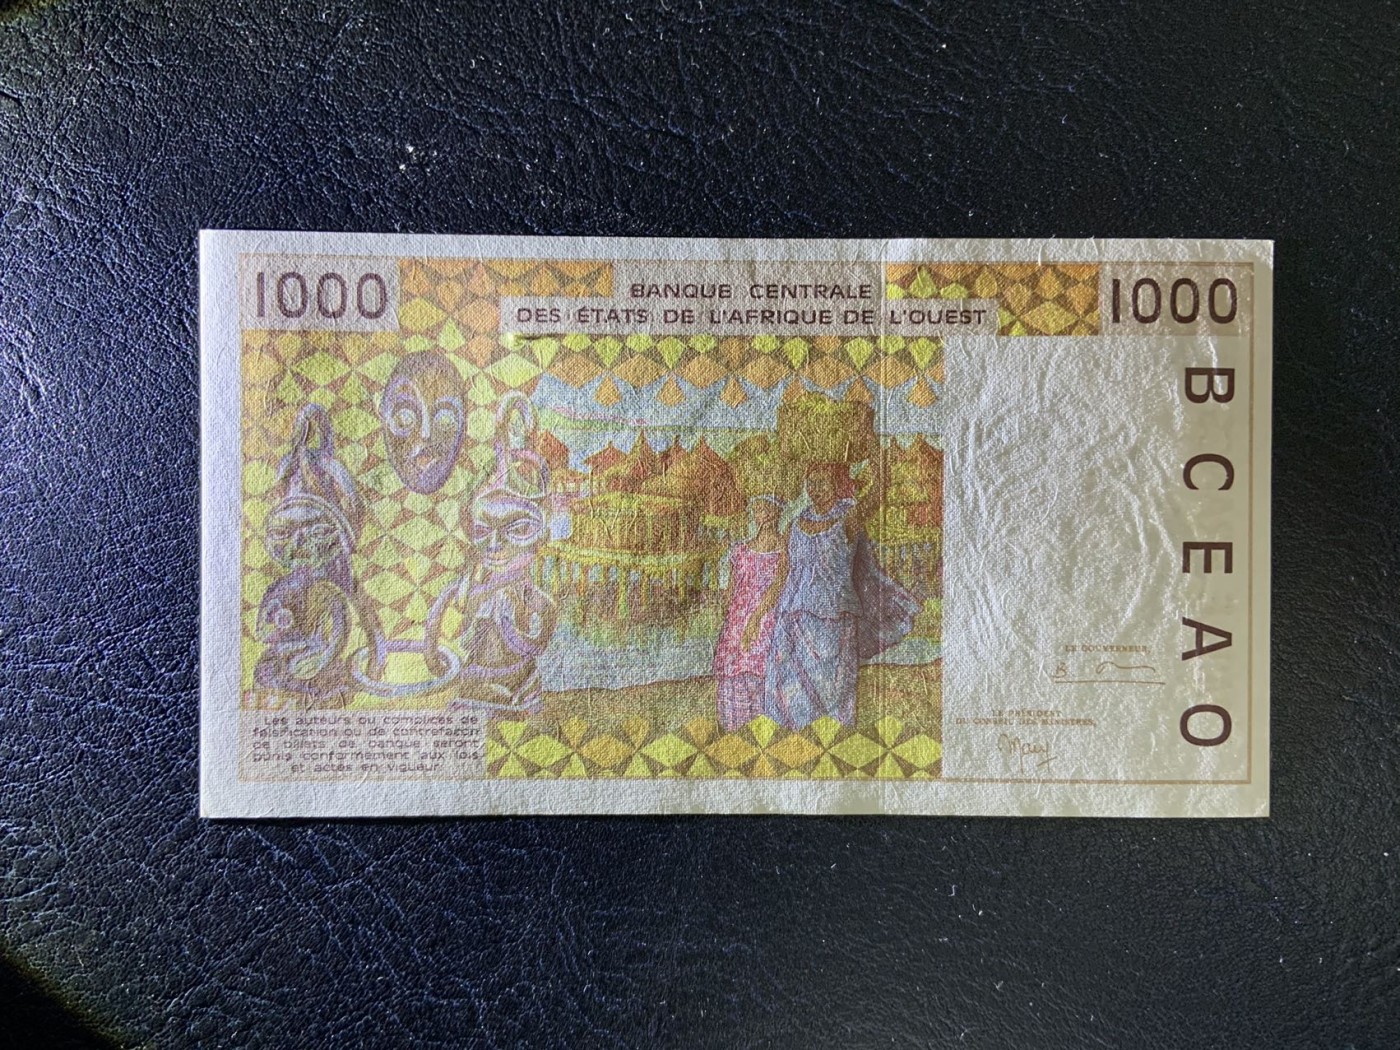 1000
BANQUE CENTRALE
DES ÉTATS DE L'AFRIQUE DE L'OUEST
1000
BCEAO
LE GOUVERNEUR,
LE PRÉSIDENT
DU CONSEIL DES MINISTRES,
Les auteurs ou complices de
falsification ou de contrefaçon
de billets de banque seront
punis conformément aux lois
et actes en vigueur.